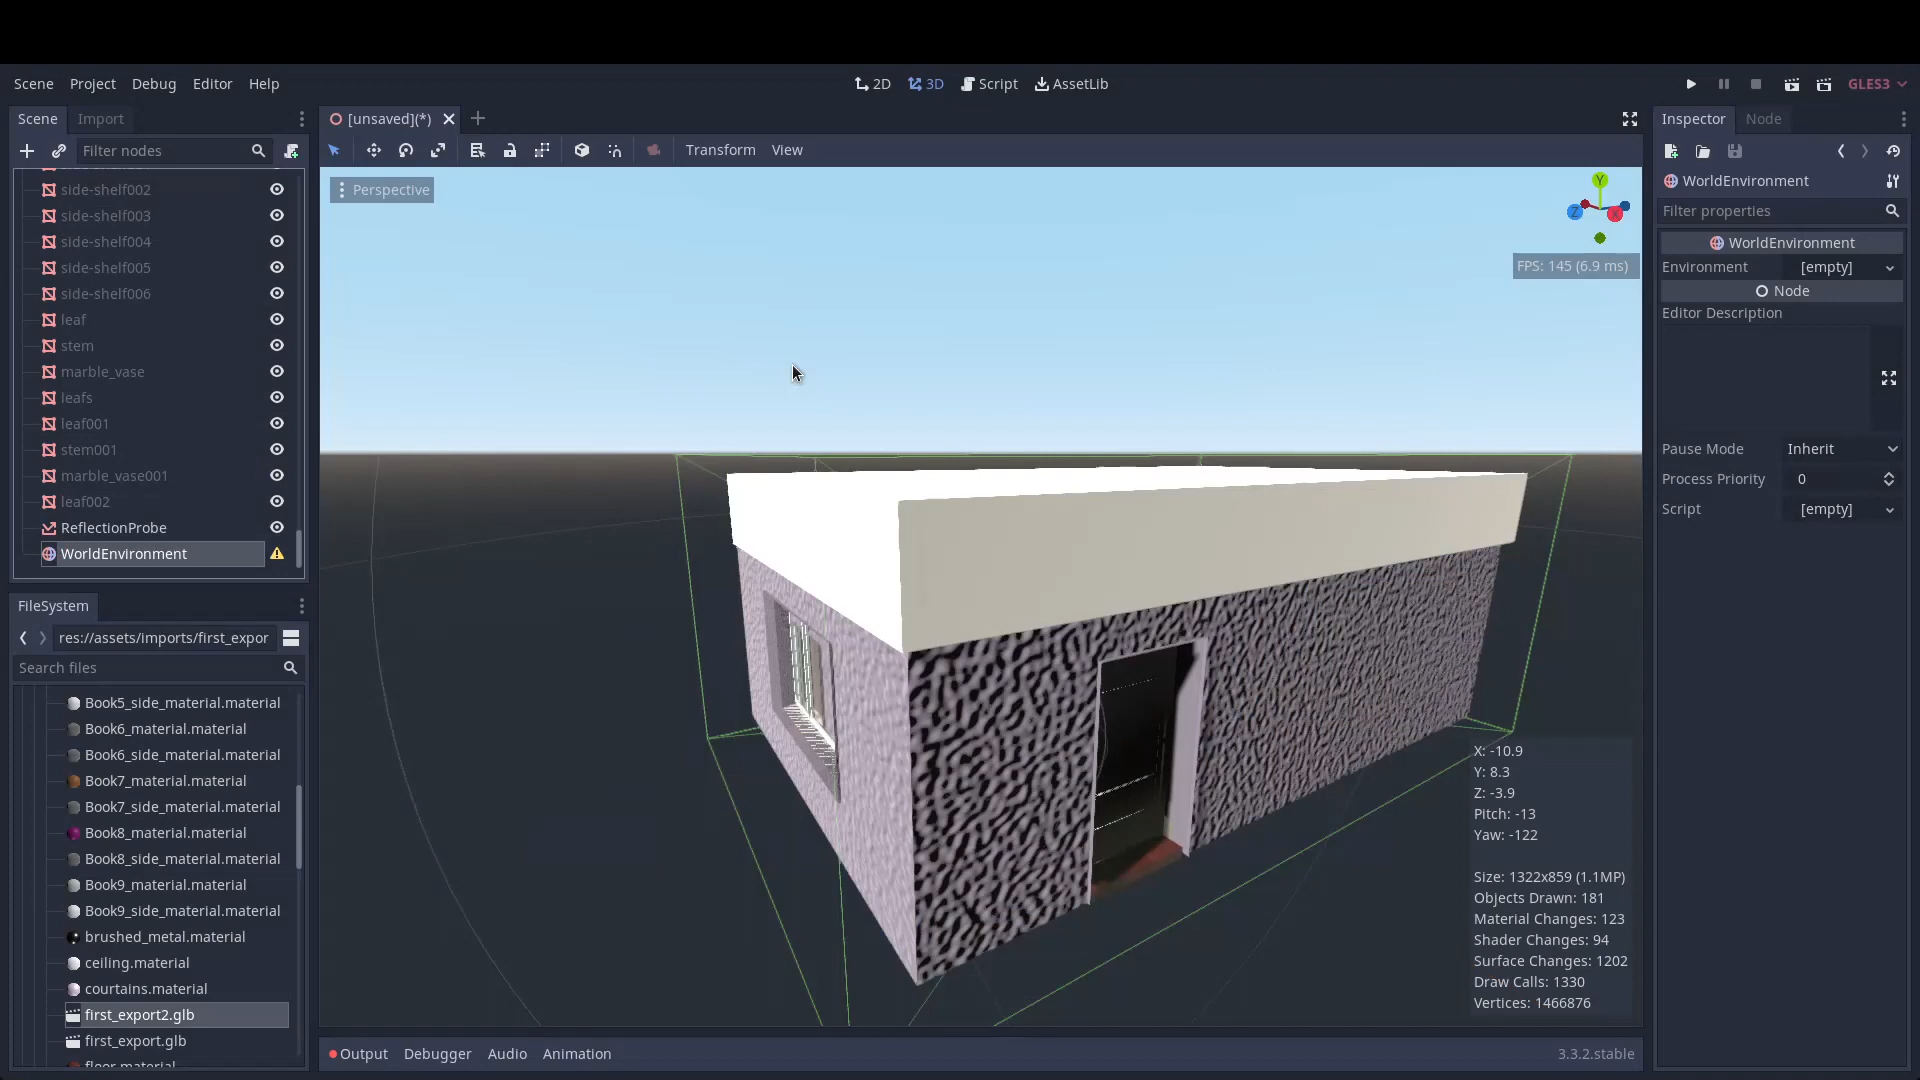 Scene Project Debug Editor Help
2D 3D Script AssetLib
GLES3
Scene Import
Filter nodes
side-shelf002
side-shelf003
side-shelf004
side-shelf005
side-shelf006
leaf
stem
marble_vase
leafs
leaf001
stem001
marble_vase001
leaf002
ReflectionProbe
WorldEnvironment
FileSystem
res://assets/imports/first_expor
Search files
Book5_side_material.material
Book6_material.material
Book6_side_material.material
Book7_material.material
Book7_side_material.material
Book8_material.material
Book8_side_material.material
Book9_material.material
Book9_side_material.material
brushed_metal.material
ceiling.material
courtains.material
first_export2.glb
first_export.glb
floor.material
[unsaved](*)
Transform View
Perspective
Y
Z X
FPS: 145 (6.9 ms)
X: -10.9
Y: 8.3
Z: -3.9
Pitch: -13
Yaw: -122
Size: 1322x859 (1.1MP)
Objects Drawn: 181
Material Changes: 123
Shader Changes: 94
Surface Changes: 1202
Draw Calls: 1330
Vertices: 1466876
Output Debugger Audio Animation
3.3.2.stable
Inspector Node
WorldEnvironment
Filter properties
WorldEnvironment
Environment [empty]
Node
Editor Description
Pause Mode Inherit
Process Priority 0
Script [empty]